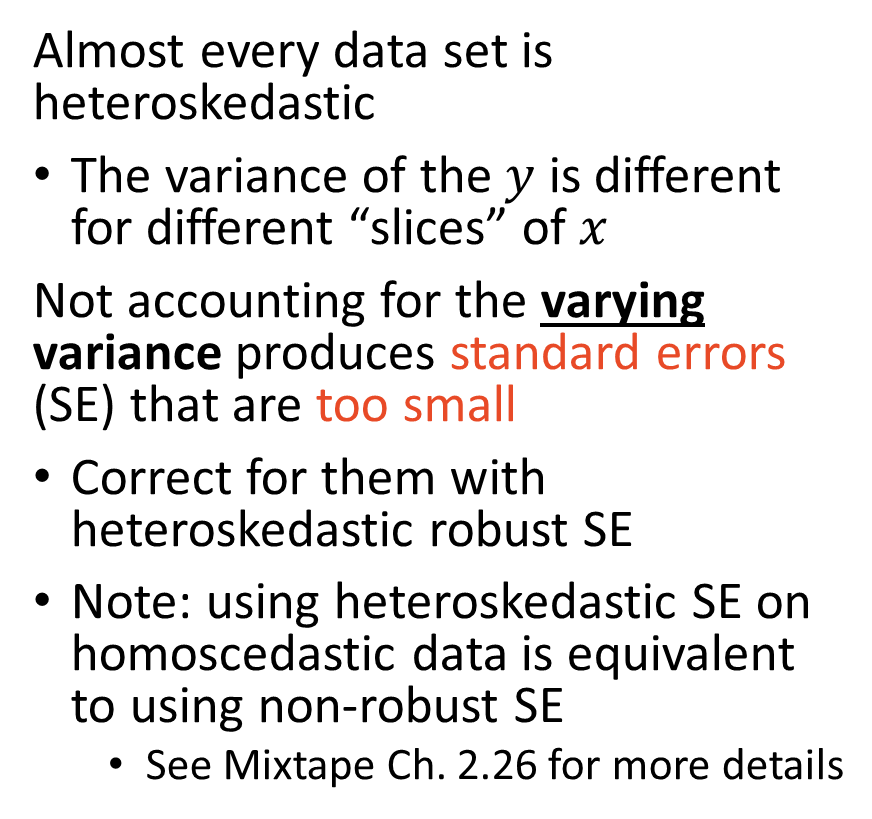 Almost every data set is
heteroskedastic
• The variance of the y is different
for different “slices” of x
Not accounting for the varying
variance produces standard errors
(SE) that are too small
• Correct for them with
heteroskedastic robust SE
• Note: using heteroskedastic SE on
homoscedastic data is equivalent
to using non-robust SE
• See Mixtape Ch. 2.26 for more details